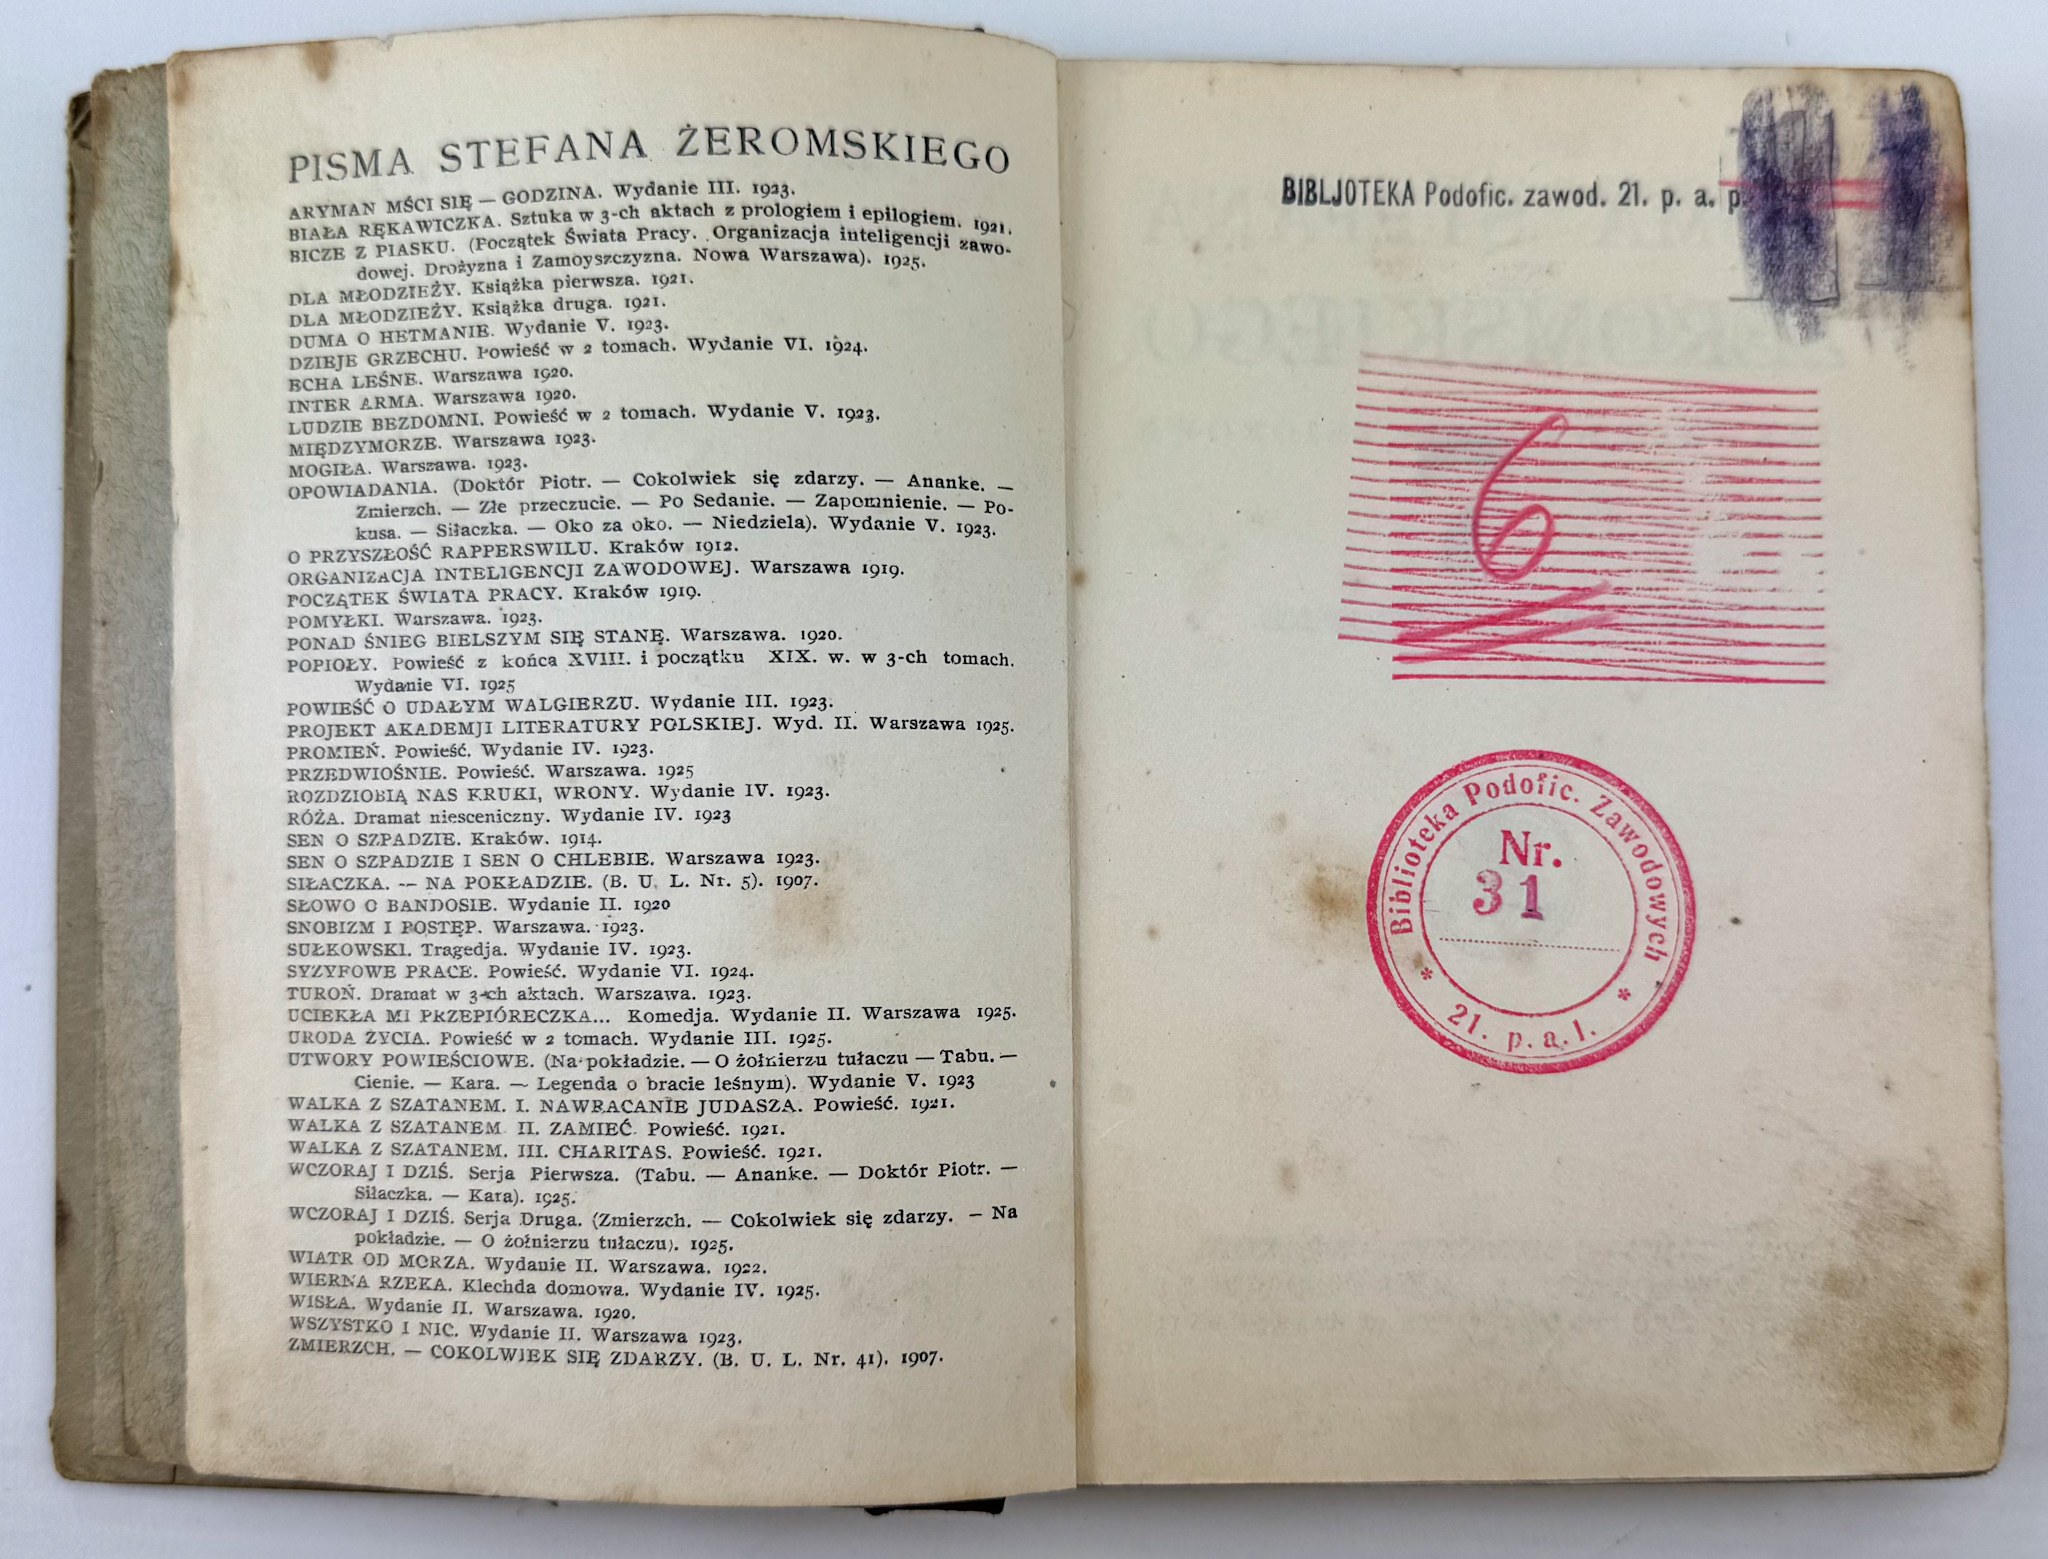 PISMA STEFANA ŻEROMSKIEGO
ARYMAN MŚCI SIĘ — GODZINA. Wydanie III. 1923.
BIAŁA RĘKAWICZKA. Sztuka w 3-ch aktach z prologiem i epilogiem. 1921.
BICZE Z PIASKU. (Początek Świata Pracy. Organizacja inteligencji zawo-
dowej. Drożyzna i Zamoyszczyzna. Nowa Warszawa). 1925.
DLA MŁODZIEŻY. Książka pierwsza. 1921.
DLA MŁODZIEŻY. Książka druga. 1921.
DUMA O HETMANIE. Wydanie V. 1923.
DZIEJE GRZECHU. Powieść w 2 tomach. Wydanie VI. 1924.
ECHA LEŚNE. Warszawa 1920.
INTER ARMA. Warszawa 1920.
LUDZIE BEZDOMNI. Powieść w 2 tomach. Wydanie V. 1923.
MIĘDZYMORZE. Warszawa 1923.
MOGIŁA. Warszawa. 1923.
OPOWIADANIA. (Doktór Piotr. — Cokolwiek się zdarzy. — Ananke. —
Zmierzch. — Złe przeczucie. — Po Sedanie. — Zapomnienie. — Po-
kusa. — Siłaczka. — Oko za oko. — Niedziela). Wydanie V. 1923.
O PRZYSZŁOŚĆ RAPPERSWILU. Kraków 1912.
ORGANIZACJA INTELIGENCJI ZAWODOWEJ. Warszawa 1919.
POCZĄTEK ŚWIATA PRACY. Kraków 1919.
POMYŁKI. Warszawa. 1923.
PONAD ŚNIEG BIELSZYM SIĘ STANĘ. Warszawa. 1920.
POPIOŁY. Powieść z końca XVIII. i początku XIX. w. w 3-ch tomach.
Wydanie VI. 1925
POWIEŚĆ O UDAŁYM WALGIERZU. Wydanie III. 1923.
PROJEKT AKADEMJI LITERATURY POLSKIEJ. Wyd. II. Warszawa 1925.
PROMIEŃ. Powieść. Wydanie IV. 1923.
PRZEDWIOŚNIE. Powieść. Warszawa. 1925
ROZDZIOBIĄ NAS KRUKI, WRONY. Wydanie IV. 1923.
RÓŻA. Dramat niesceniczny. Wydanie IV. 1923
SEN O SZPADZIE. Kraków. 1914.
SEN O SZPADZIE I SEN O CHLEBIE. Warszawa 1923.
SIŁACZKA. — NA POKŁADZIE. (B. U. L. Nr. 5). 1907.
SŁOWO O BANDOSIE. Wydanie II. 1920
SNOBIZM I POSTĘP. Warszawa. 1923.
SUŁKOWSKI. Tragedja. Wydanie IV. 1923.
SYZYFOWE PRACE. Powieść. Wydanie VI. 1924.
TUROŃ. Dramat w 3-ch aktach. Warszawa. 1923.
UCIEKŁA MI PRZEPIÓRECZKA... Komedja. Wydanie II. Warszawa 1925.
URODA ŻYCIA. Powieść w 2 tomach. Wydanie III. 1925.
UTWORY POWIEŚCIOWE. (Na pokładzie. — O żołnierzu tułaczu — Tabu. —
Cienie. — Kara. — Legenda o bracie leśnym). Wydanie V. 1923
WALKA Z SZATANEM. I. NAWRACANIE JUDASZA. Powieść. 1921.
WALKA Z SZATANEM II. ZAMIEĆ. Powieść. 1921.
WALKA Z SZATANEM. III. CHARITAS. Powieść. 1921.
WCZORAJ I DZIŚ. Serja Pierwsza. (Tabu. — Ananke. — Doktór Piotr. —
Siłaczka. — Kara). 1925.
WCZORAJ I DZIŚ. Serja Druga. (Zmierzch. — Cokolwiek się zdarzy. — Na
pokładzie. — O żołnierzu tułaczu). 1925.
WIATR OD MORZA. Wydanie II. Warszawa. 1922.
WIERNA RZEKA. Klechda domowa. Wydanie IV. 1925.
WISŁA. Wydanie II. Warszawa. 1920.
WSZYSTKO I NIC. Wydanie II. Warszawa 1923.
ZMIERZCH. — COKOLWIEK SIĘ ZDARZY. (B. U. L. Nr. 41). 1907.
BIBLJOTEKA Podofic. zawod. 21. p. a. p.
6
Biblioteka Podofic. Zawodowych
Nr.
31
* 21. p. a. l. *